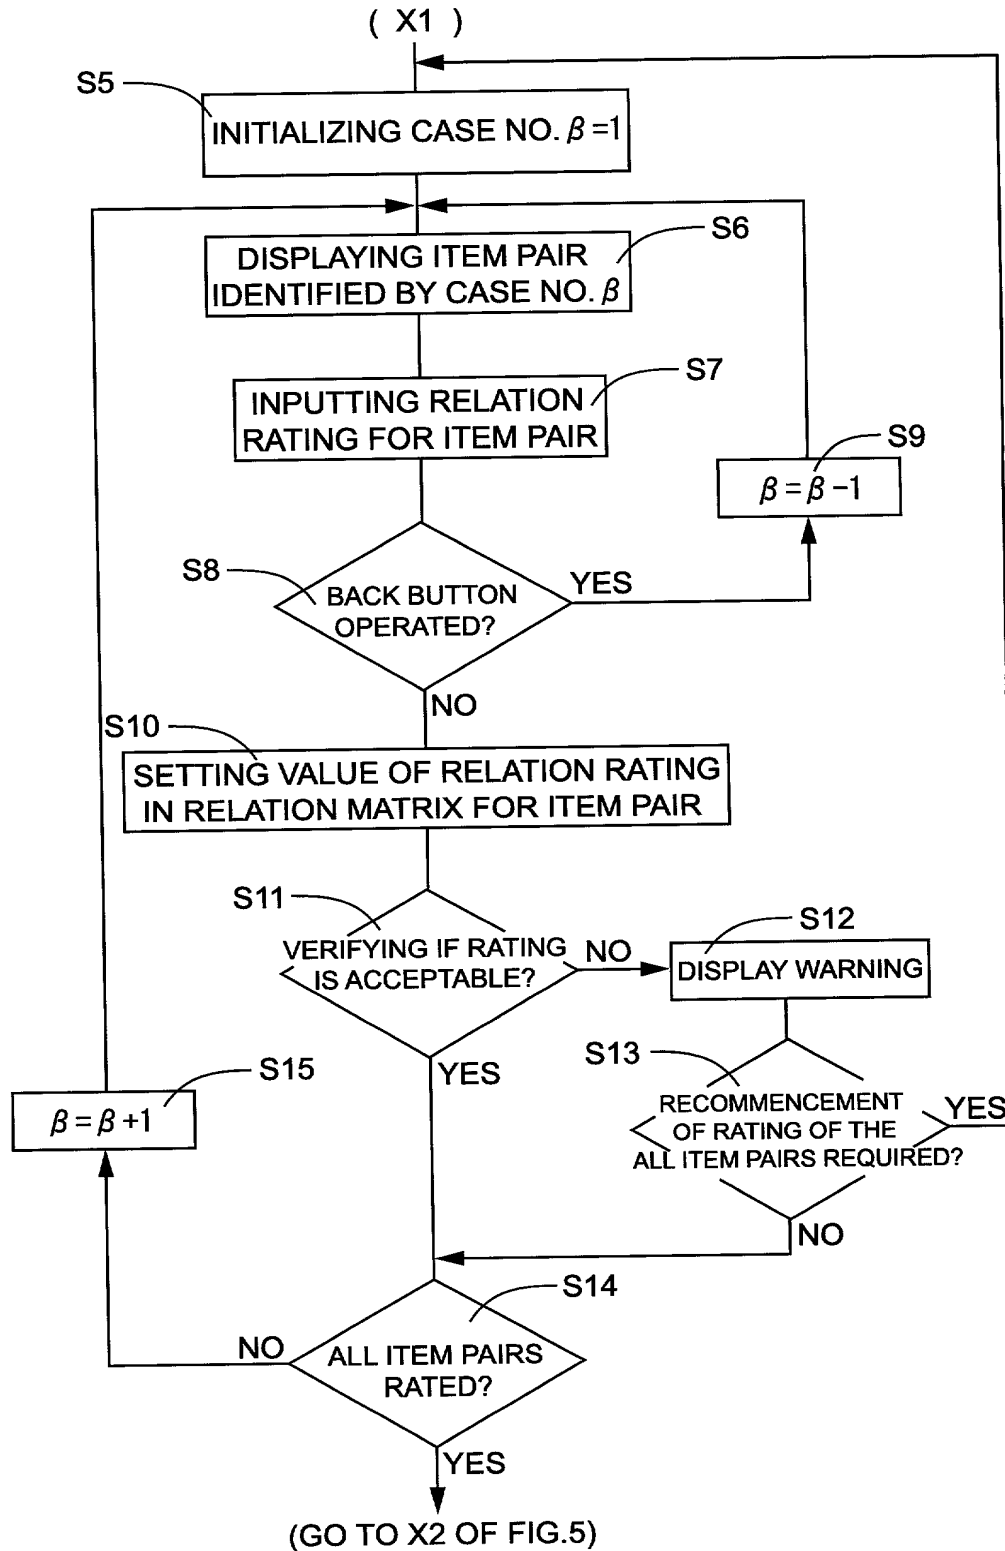 ( X1 )
S5
INITIALIZING CASE NO. β=1
S6
DISPLAYING ITEM PAIR
IDENTIFIED BY CASE NO. β
S7
INPUTTING RELATION
RATING FOR ITEM PAIR
S9
β=β-1
S8
BACK BUTTON
OPERATED?
YES
NO
S10
SETTING VALUE OF RELATION RATING
IN RELATION MATRIX FOR ITEM PAIR
S11
VERIFYING IF RATING
IS ACCEPTABLE?
NO
S12
DISPLAY WARNING
YES
S13
RECOMMENCEMENT
OF RATING OF THE
ALL ITEM PAIRS REQUIRED?
YES
NO
S15
β=β+1
S14
ALL ITEM PAIRS
RATED?
NO
YES
(GO TO X2 OF FIG.5)